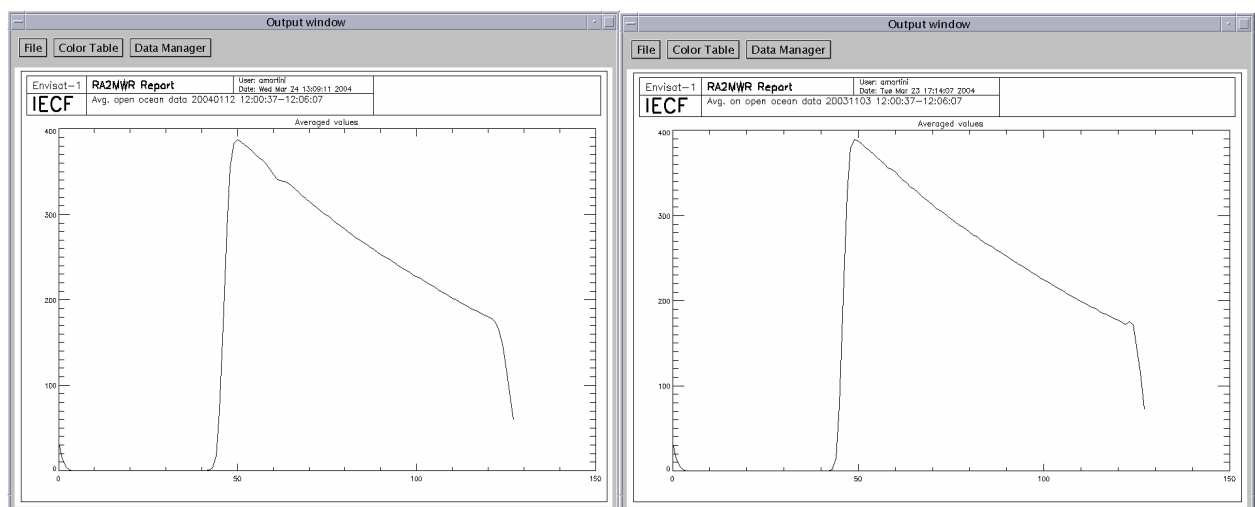 Output window
File Color Table Data Manager
Envisat-1 RA2MWR Report User: amartini
Date: Wed Mar 24 13:09:11 2004
IECF Avg. open ocean data 20040112 12:00:37-12:06:07
Averaged values
400
300
200
100
0
0 50 100 150
Output window
File Color Table Data Manager
Envisat-1 RA2MWR Report User: amartini
Date: Tue Mar 23 17:14:07 2004
IECF Avg. on open ocean data 20031103 12:00:37-12:06:07
Averaged values
400
300
200
100
0
0 50 100 150